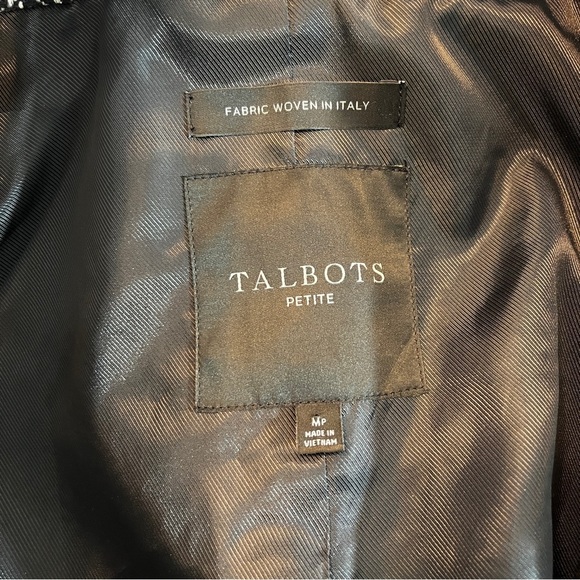 FABRIC WOVEN IN ITALY
TALBOTS
PETITE
MP
MADE IN
VIETNAM